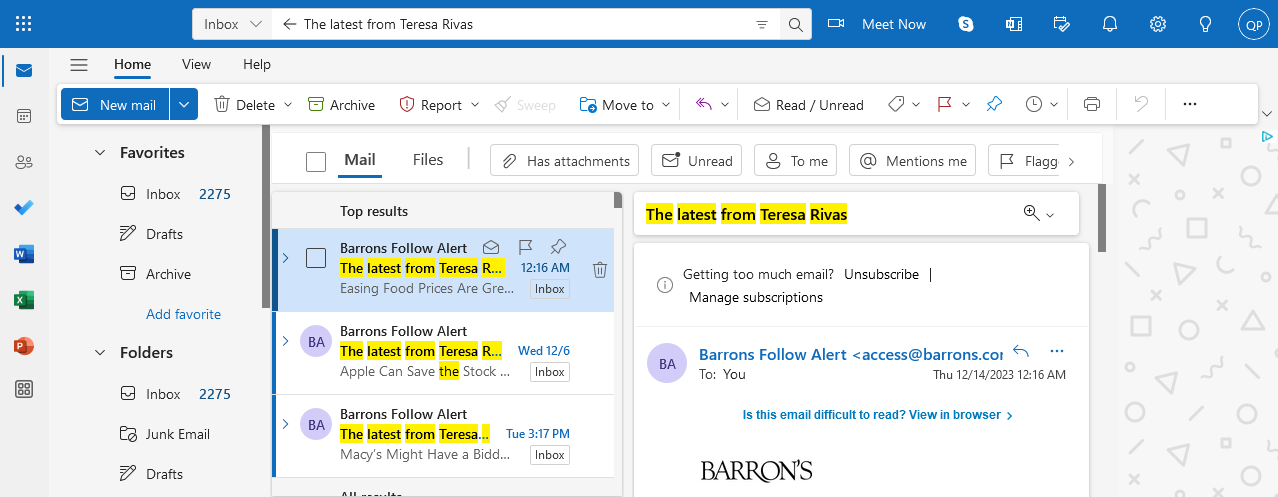 Inbox
The latest from Teresa Rivas
Meet Now
QP
Home
View
Help
New mail
Delete
Archive
Report
Sweep
Move to
Read / Unread
Favorites
Inbox 2275
Drafts
Archive
Add favorite
Folders
Inbox 2275
Junk Email
Drafts
Mail
Files
Has attachments
Unread
To me
Mentions me
Flagg
Top results
Barrons Follow Alert
The latest from Teresa R... 12:16 AM
Easing Food Prices Are Gre... Inbox
BA
Barrons Follow Alert
The latest from Teresa R... Wed 12/6
Apple Can Save the Stock ... Inbox
BA
Barrons Follow Alert
The latest from Teresa... Tue 3:17 PM
Macy's Might Have a Bidd... Inbox
All results
The latest from Teresa Rivas
Getting too much email? Unsubscribe |
Manage subscriptions
BA
Barrons Follow Alert <access@barrons.com
To: You
Thu 12/14/2023 12:16 AM
Is this email difficult to read? View in browser
BARRON'S